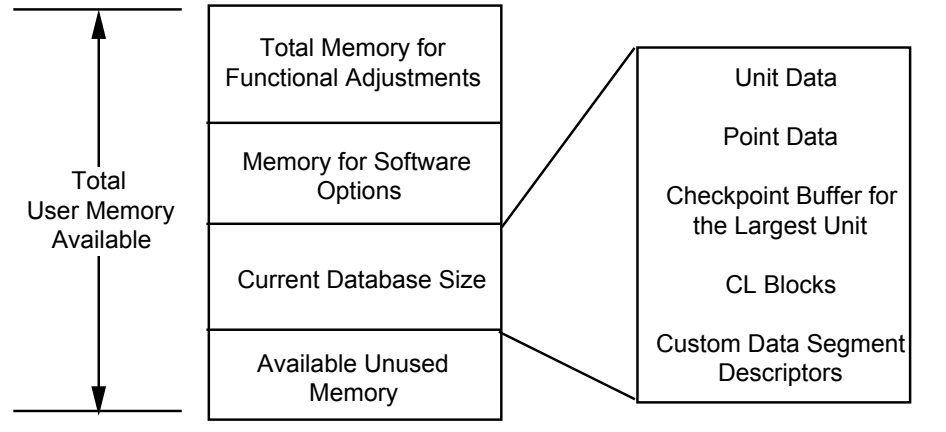 Total
User Memory
Available
Total Memory for
Functional Adjustments
Memory for Software
Options
Current Database Size
Available Unused
Memory
Unit Data
Point Data
Checkpoint Buffer for
the Largest Unit
CL Blocks
Custom Data Segment
Descriptors